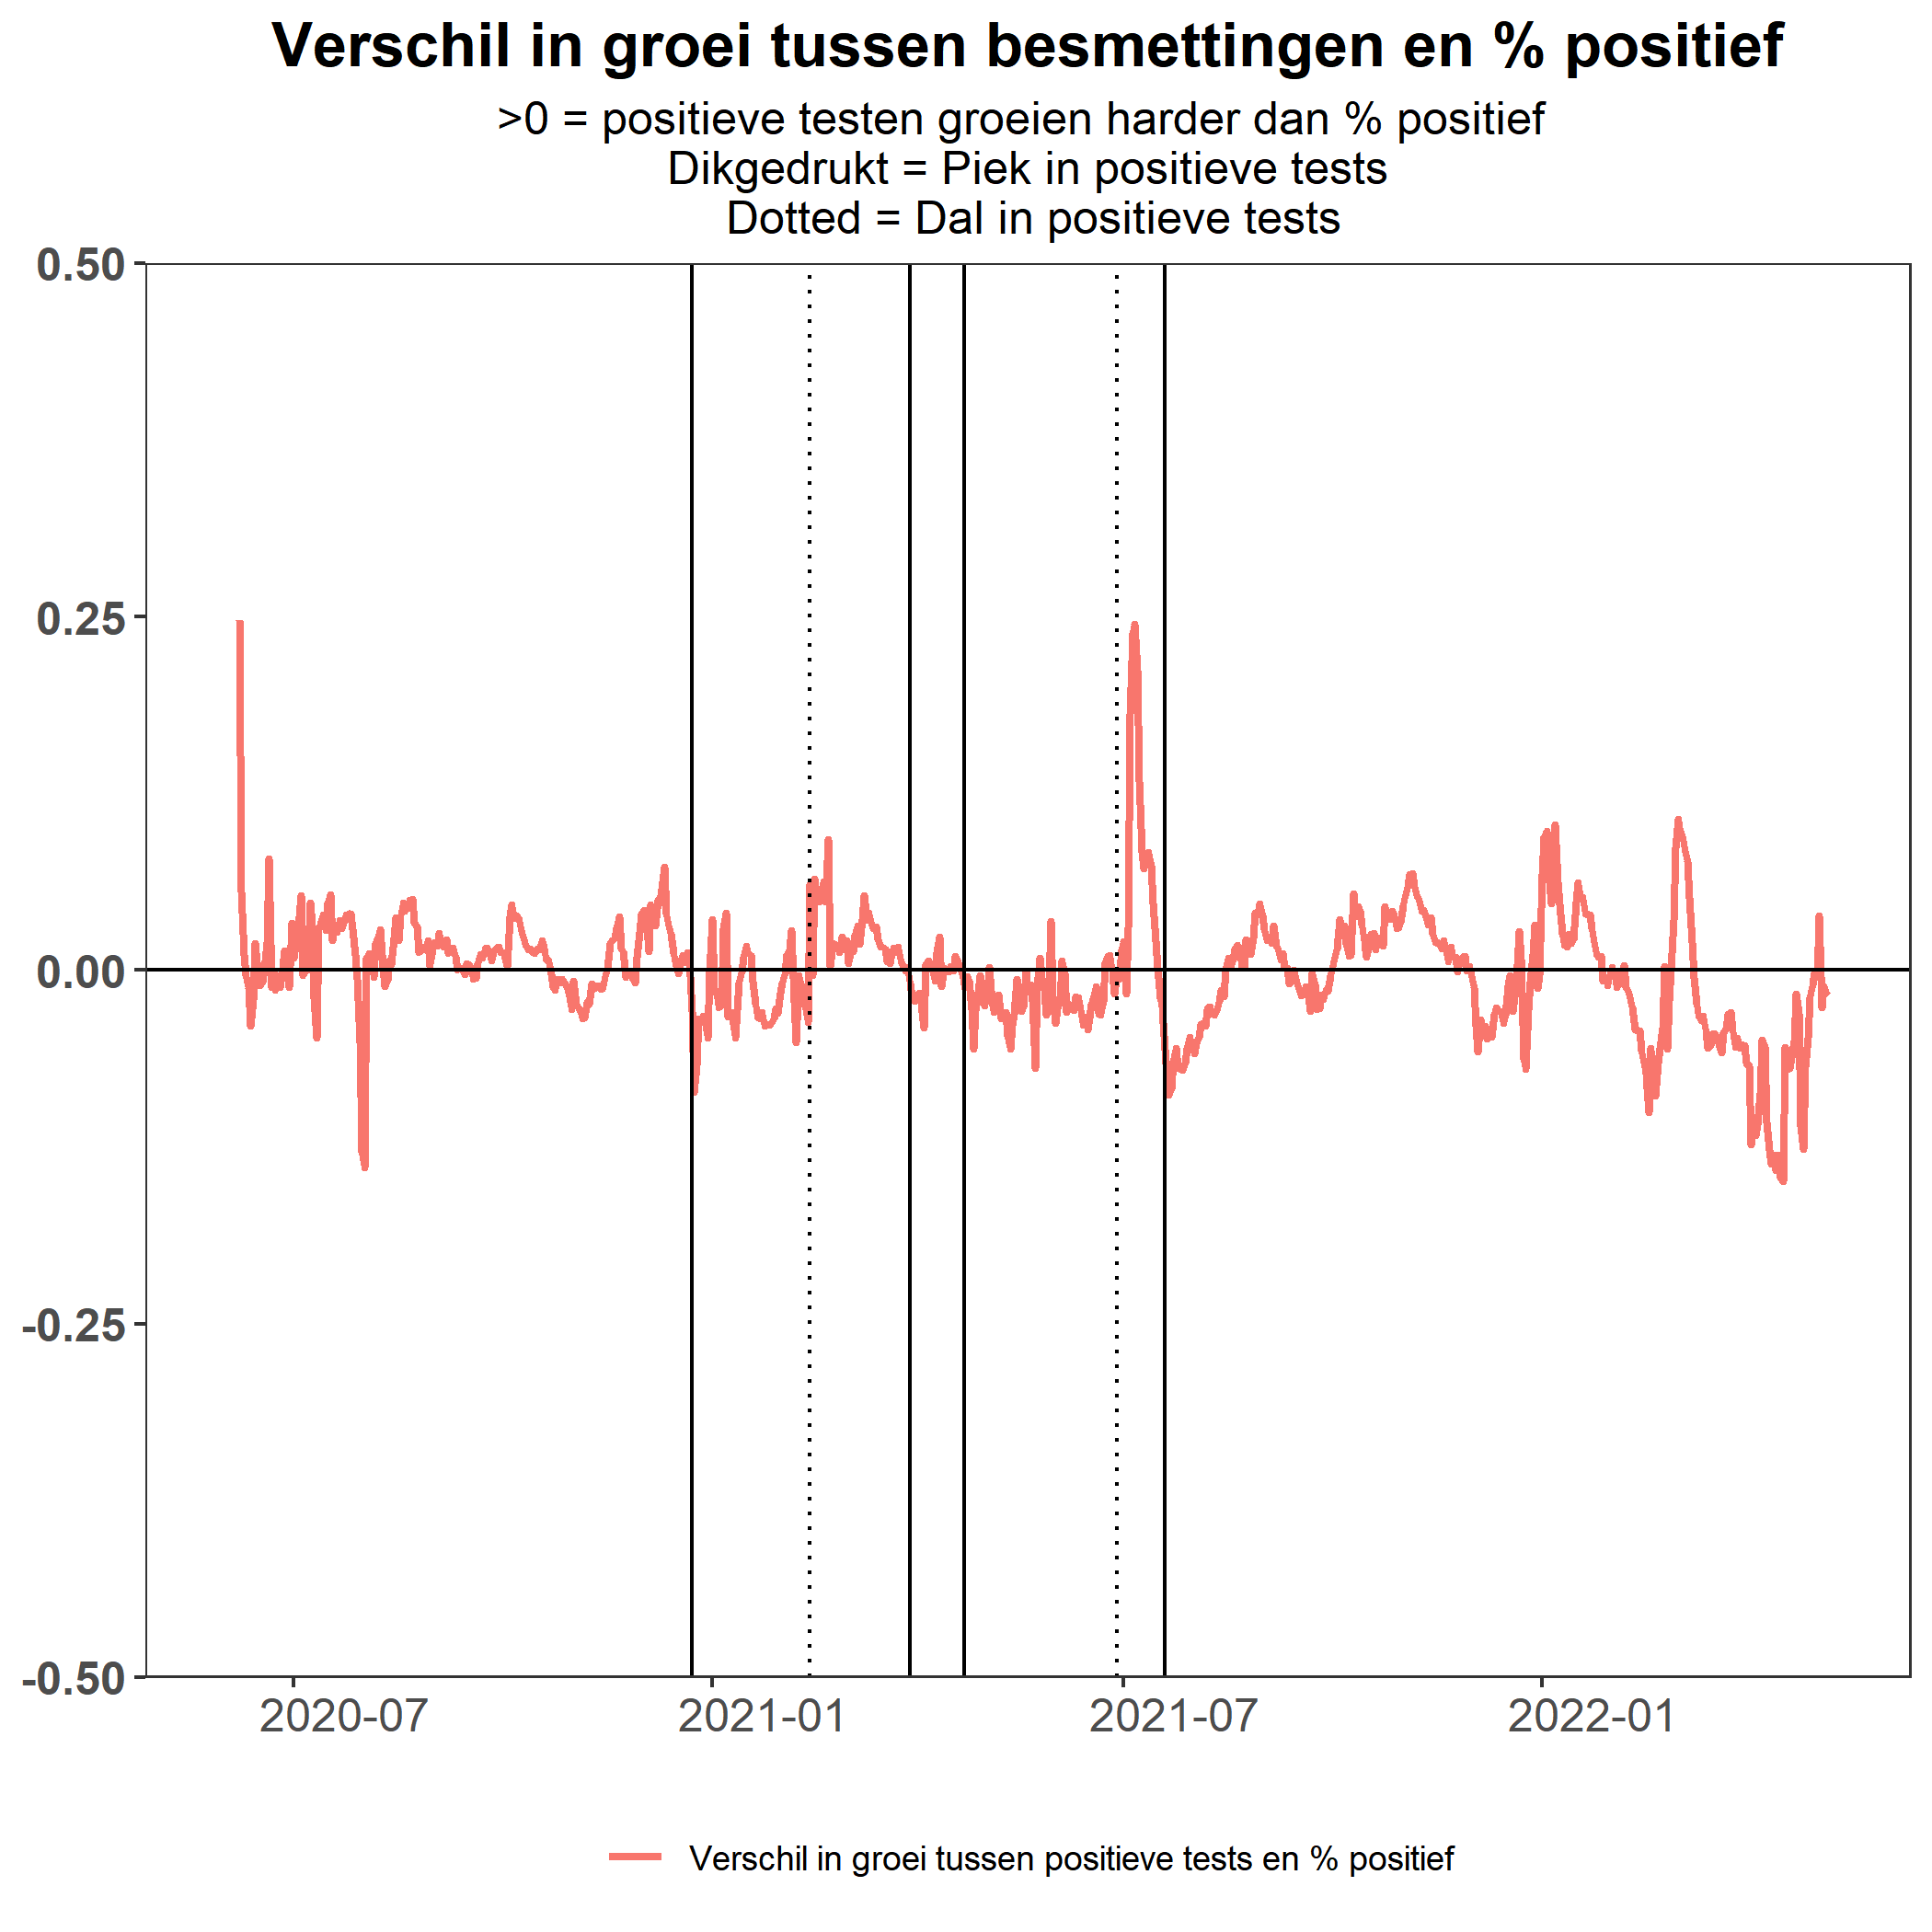 Verschil in groei tussen besmettingen en % positief
>0 = positieve testen groeien harder dan % positief
Dikgedrukt = Piek in positieve tests
Dotted = Dal in positieve tests
0.50
0.25
0.00
-0.25
-0.50
2020-07 2021-01 2021-07 2022-01
Verschil in groei tussen positieve tests en % positief